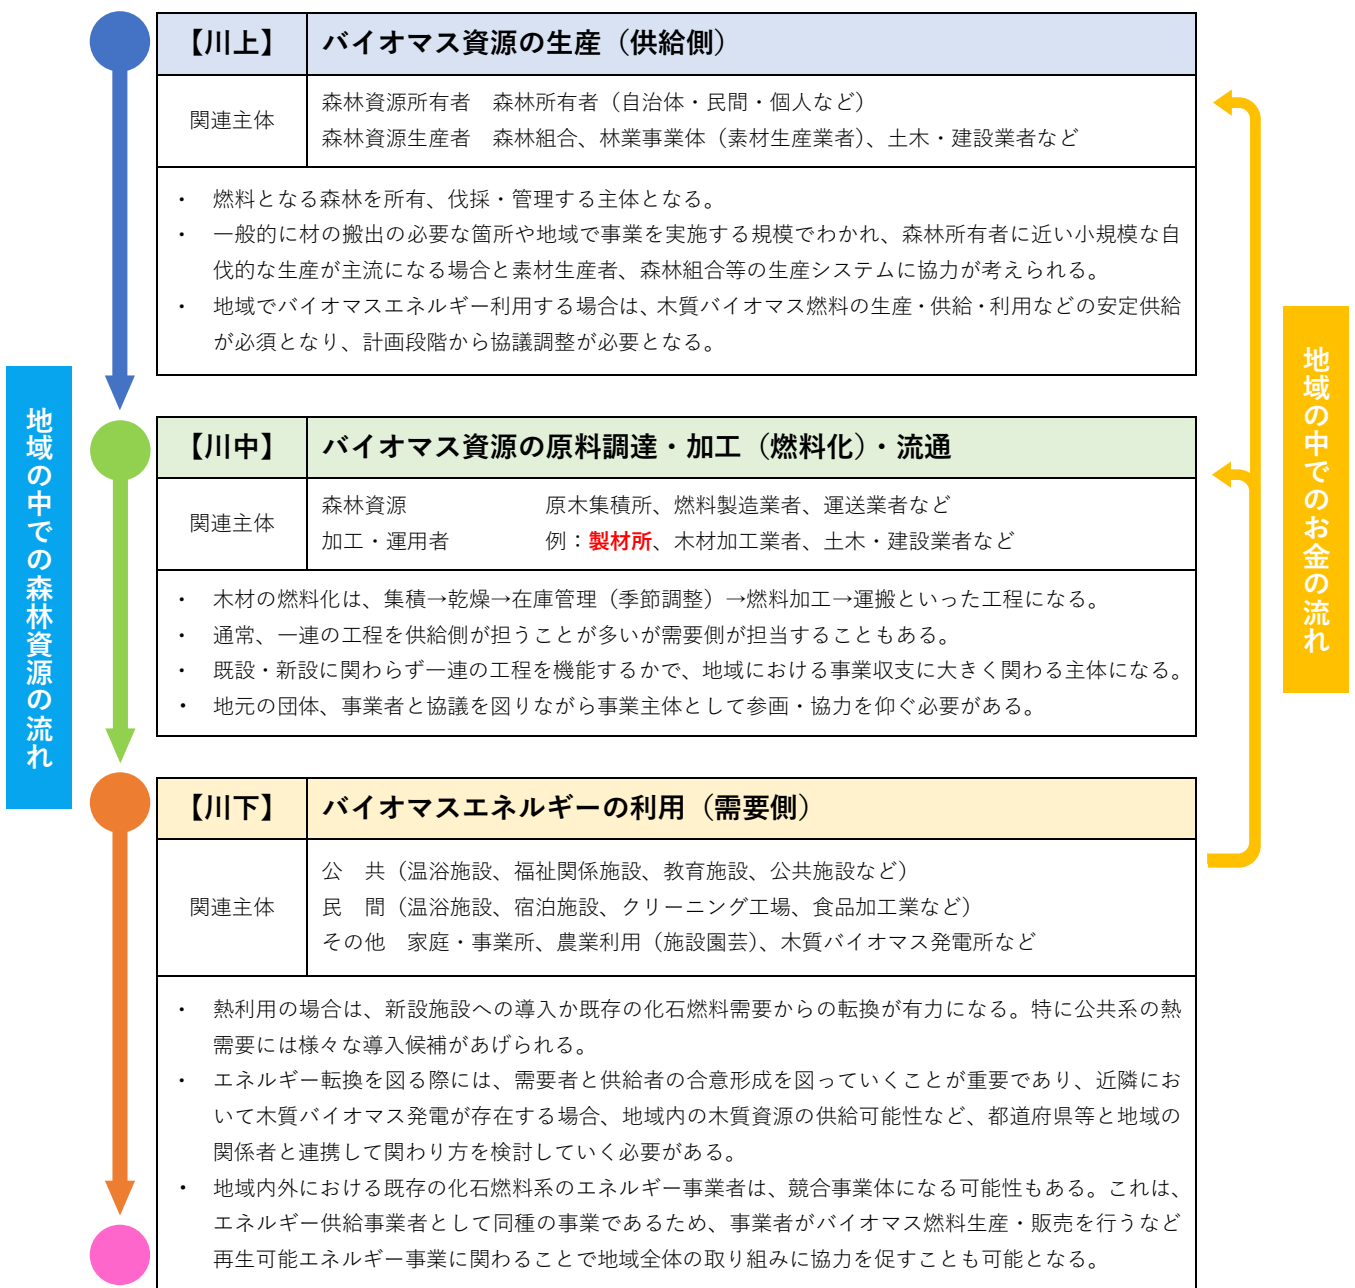 【川上】 バイオマス資源の生産（供給側）
関連主体
森林資源所有者　森林所有者（自治体・民間・個人など）
森林資源生産者　森林組合、林業事業体（素材生産業者）、土木・建設業者など
・ 燃料となる森林を所有、伐採・管理する主体となる。
・ 一般的に材の搬出の必要な箇所や地域で事業を実施する規模でわかれ、森林所有者に近い小規模な自
伐的な生産が主流になる場合と素材生産者、森林組合等の生産システムに協力が考えられる。
・ 地域でバイオマスエネルギー利用する場合は、木質バイオマス燃料の生産・供給・利用などの安定供給
が必須となり、計画段階から協議調整が必要となる。
地域の中での森林資源の流れ
地域の中でのお金の流れ
【川中】 バイオマス資源の原料調達・加工（燃料化）・流通
関連主体
森林資源　原木集積所、燃料製造業者、運送業者など
加工・運用者　例：製材所、木材加工業者、土木・建設業者など
・ 木材の燃料化は、集積→乾燥→在庫管理（季節調整）→燃料加工→運搬といった工程になる。
・ 通常、一連の工程を供給側が担うことが多いが需要側が担当することもある。
・ 既設・新設に関わらず一連の工程を機能するかで、地域における事業収支に大きく関わる主体になる。
・ 地元の団体、事業者と協議を図りながら事業主体として参画・協力を仰ぐ必要がある。
【川下】 バイオマスエネルギーの利用（需要側）
関連主体
公　共（温浴施設、福祉関係施設、教育施設、公共施設など）
民　間（温浴施設、宿泊施設、クリーニング工場、食品加工業など）
その他　家庭・事業所、農業利用（施設園芸）、木質バイオマス発電所など
・ 熱利用の場合は、新設施設への導入か既存の化石燃料需要からの転換が有力になる。特に公共系の熱
需要には様々な導入候補があげられる。
・ エネルギー転換を図る際には、需要者と供給者の合意形成を図っていくことが重要であり、近隣にお
いて木質バイオマス発電が存在する場合、地域内の木質資源の供給可能性など、都道府県等と地域の
関係者と連携して関わり方を検討していく必要がある。
・ 地域内外における既存の化石燃料系のエネルギー事業者は、競合事業体になる可能性もある。これは、
エネルギー供給事業者として同種の事業であるため、事業者がバイオマス燃料生産・販売を行うなど
再生可能エネルギー事業に関わることで地域全体の取り組みに協力を促すことも可能となる。